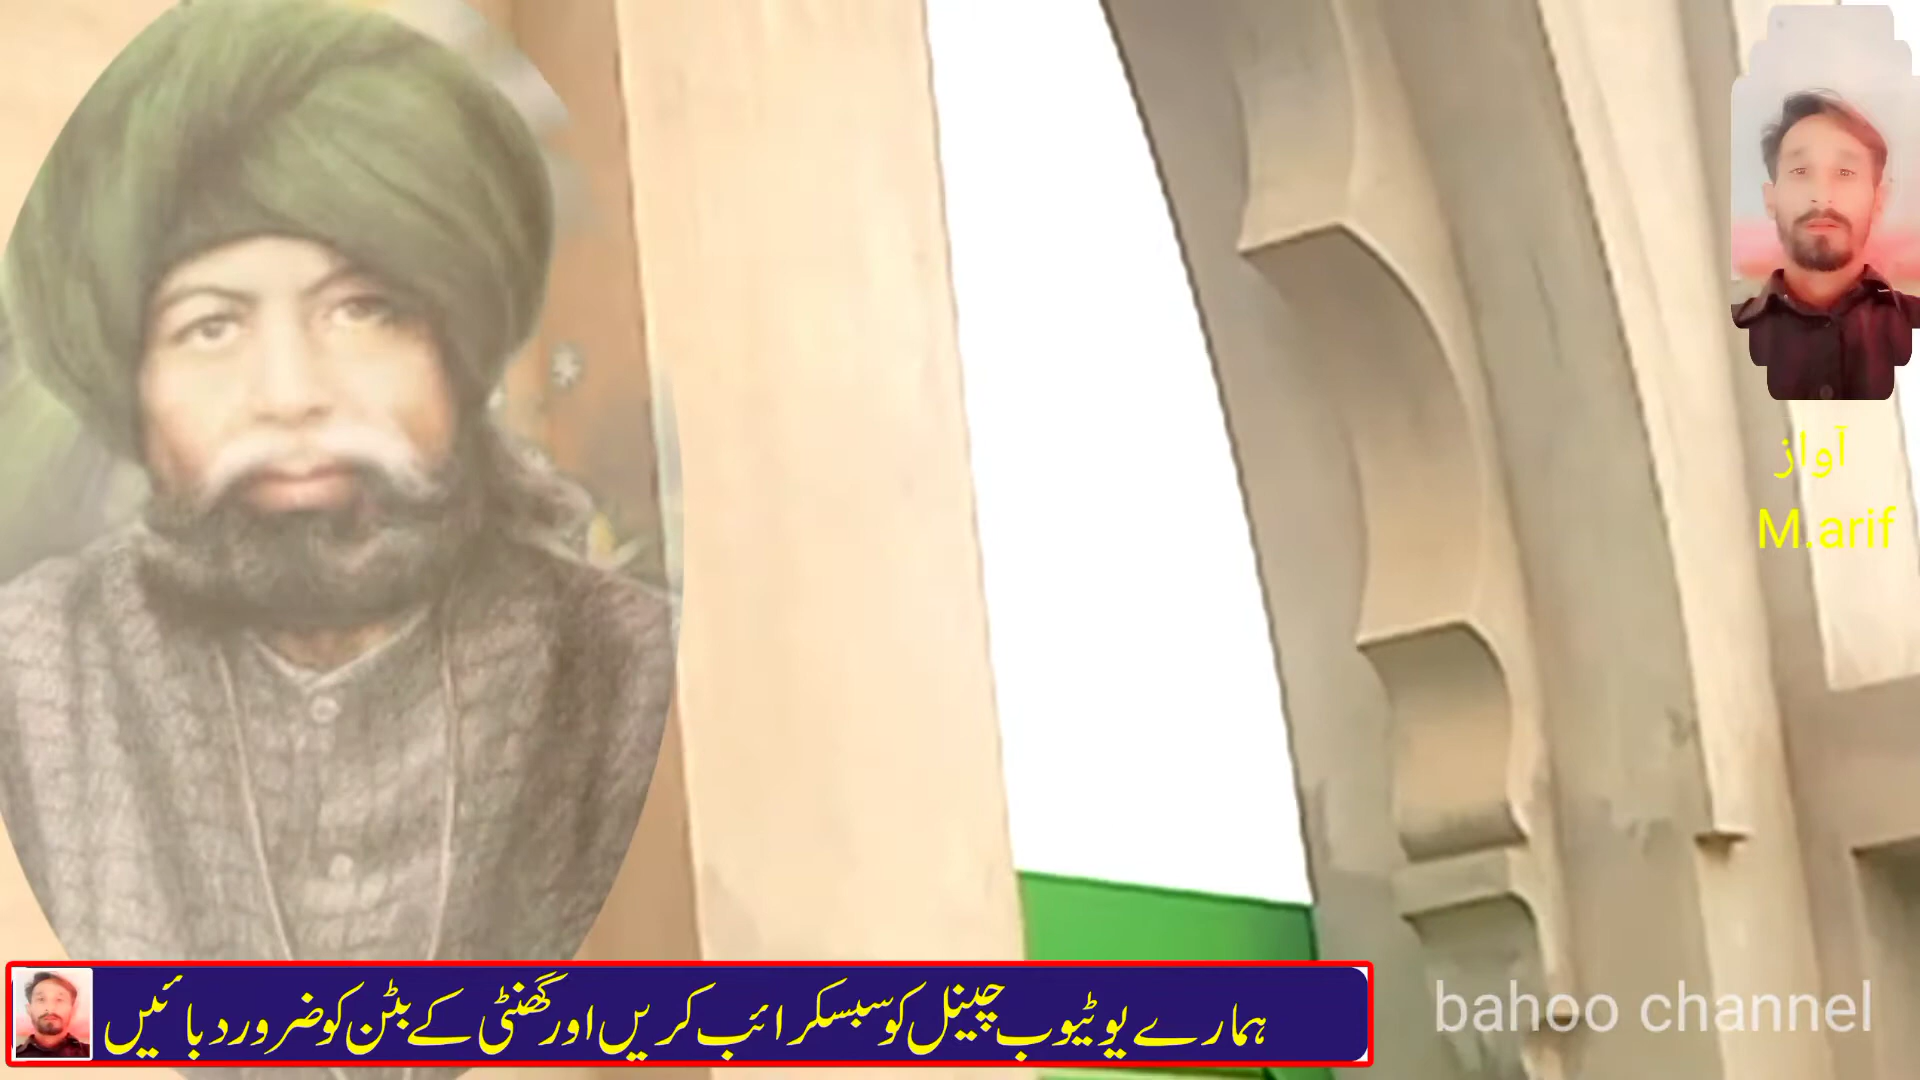 آواز
M.arif
ہمارے یوٹیوب چینل کو سبسکرائب کریں اور گھنٹی کے بٹن کو ضرور دبائیں
bahoo channel